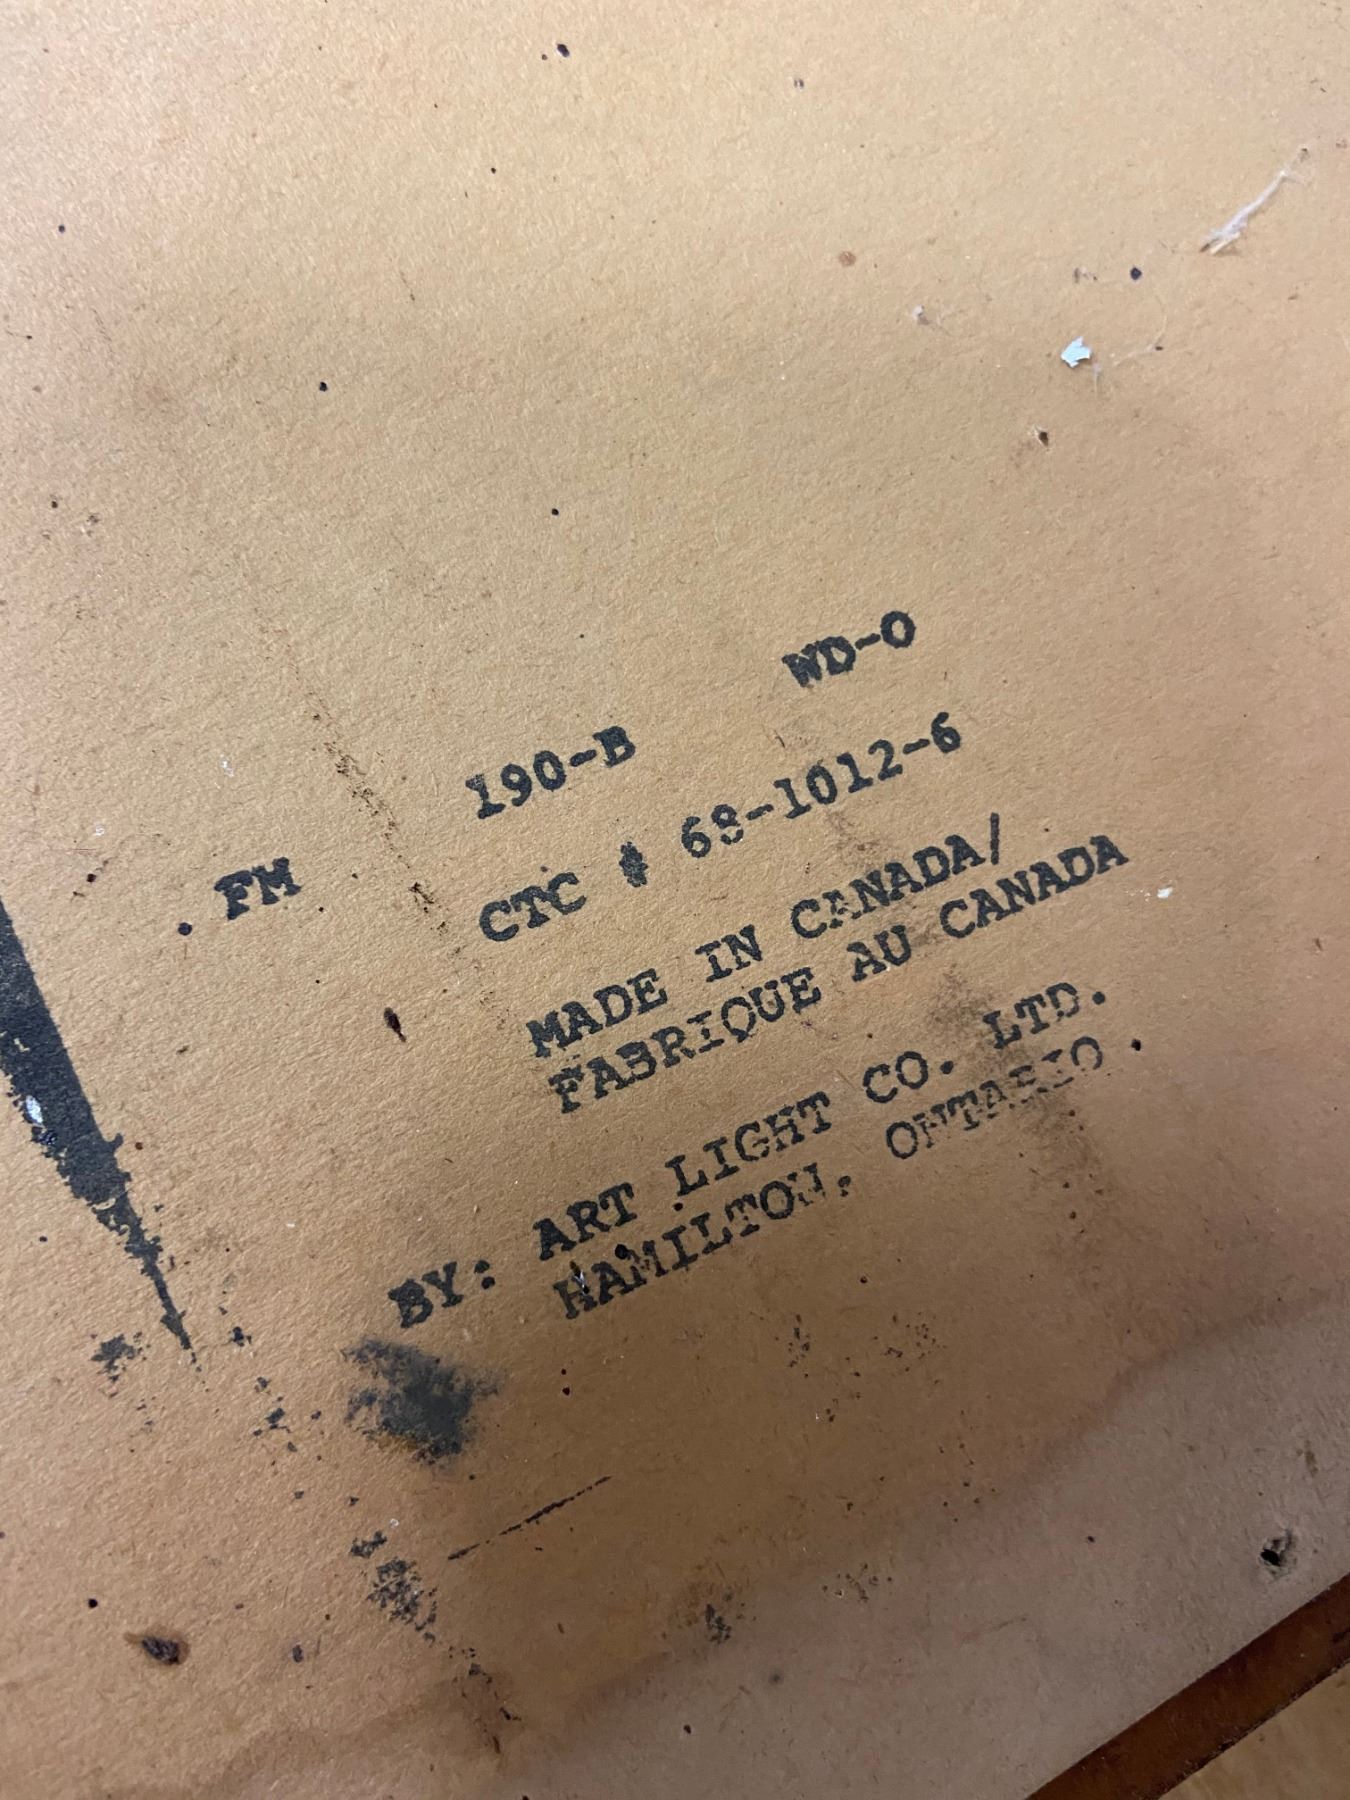 WD-O
190-B
FM
CTC # 68-1012-6
MADE IN CANADA/
FABRIQUE AU CANADA
BY: ART LIGHT CO. LTD.
HAMILTON, ONTARIO